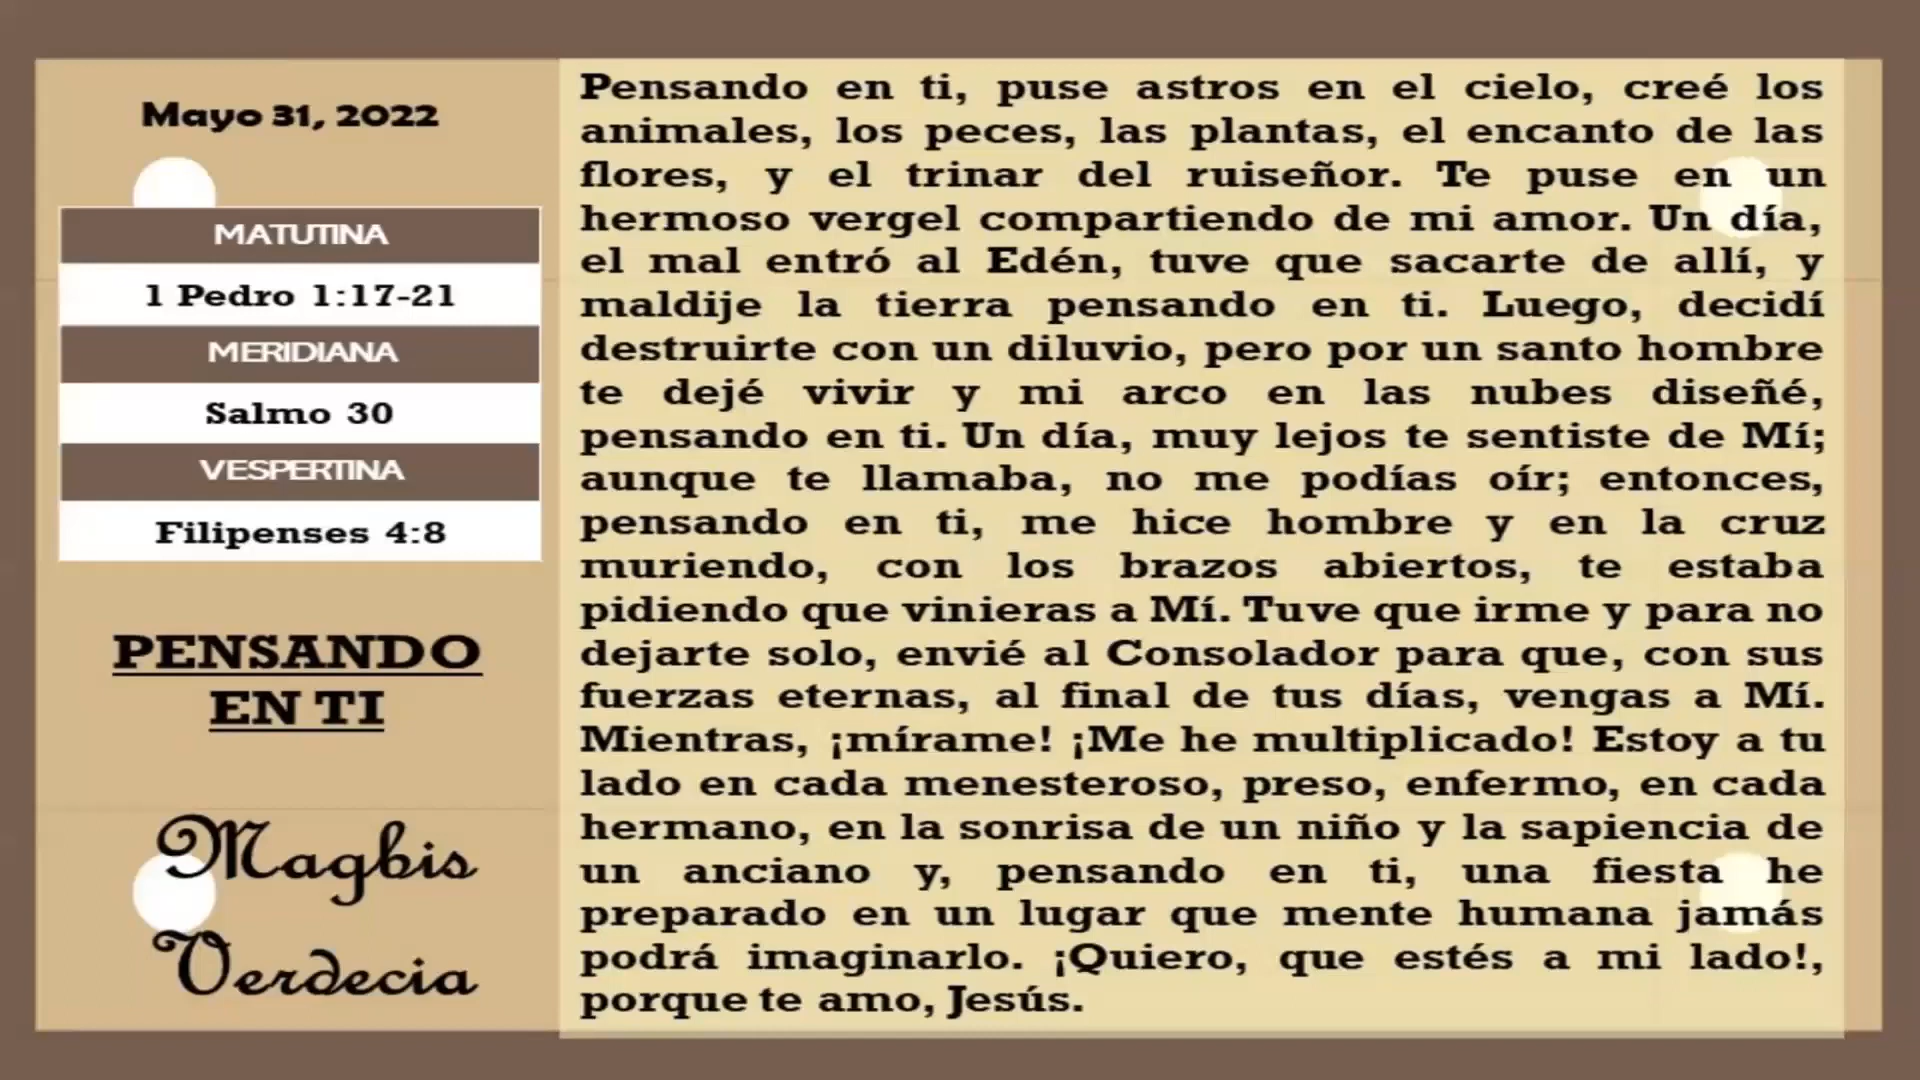 Mayo 31, 2022
MATUTINA
1 Pedro 1:17-21
MERIDIANA
Salmo 30
VESPERTINA
Filipenses 4:8
PENSANDO
EN TI
Magbis
Verdecia
Pensando en ti, puse astros en el cielo, creé los
animales, los peces, las plantas, el encanto de las
flores, y el trinar del ruiseñor. Te puse en un
hermoso vergel compartiendo de mi amor. Un día,
el mal entró al Edén, tuve que sacarte de allí, y
maldije la tierra pensando en ti. Luego, decidí
destruirte con un diluvio, pero por un santo hombre
te dejé vivir y mi arco en las nubes diseñé,
pensando en ti. Un día, muy lejos te sentiste de Mí;
aunque te llamaba, no me podías oír; entonces,
pensando en ti, me hice hombre y en la cruz
muriendo, con los brazos abiertos, te estaba
pidiendo que vinieras a Mí. Tuve que irme y para no
dejarte solo, envié al Consolador para que, con sus
fuerzas eternas, al final de tus días, vengas a Mí.
Mientras, ¡mírame! ¡Me he multiplicado! Estoy a tu
lado en cada menesteroso, preso, enfermo, en cada
hermano, en la sonrisa de un niño y la sapiencia de
un anciano y, pensando en ti, una fiesta he
preparado en un lugar que mente humana jamás
podrá imaginarlo. ¡Quiero, que estés a mi lado!,
porque te amo, Jesús.